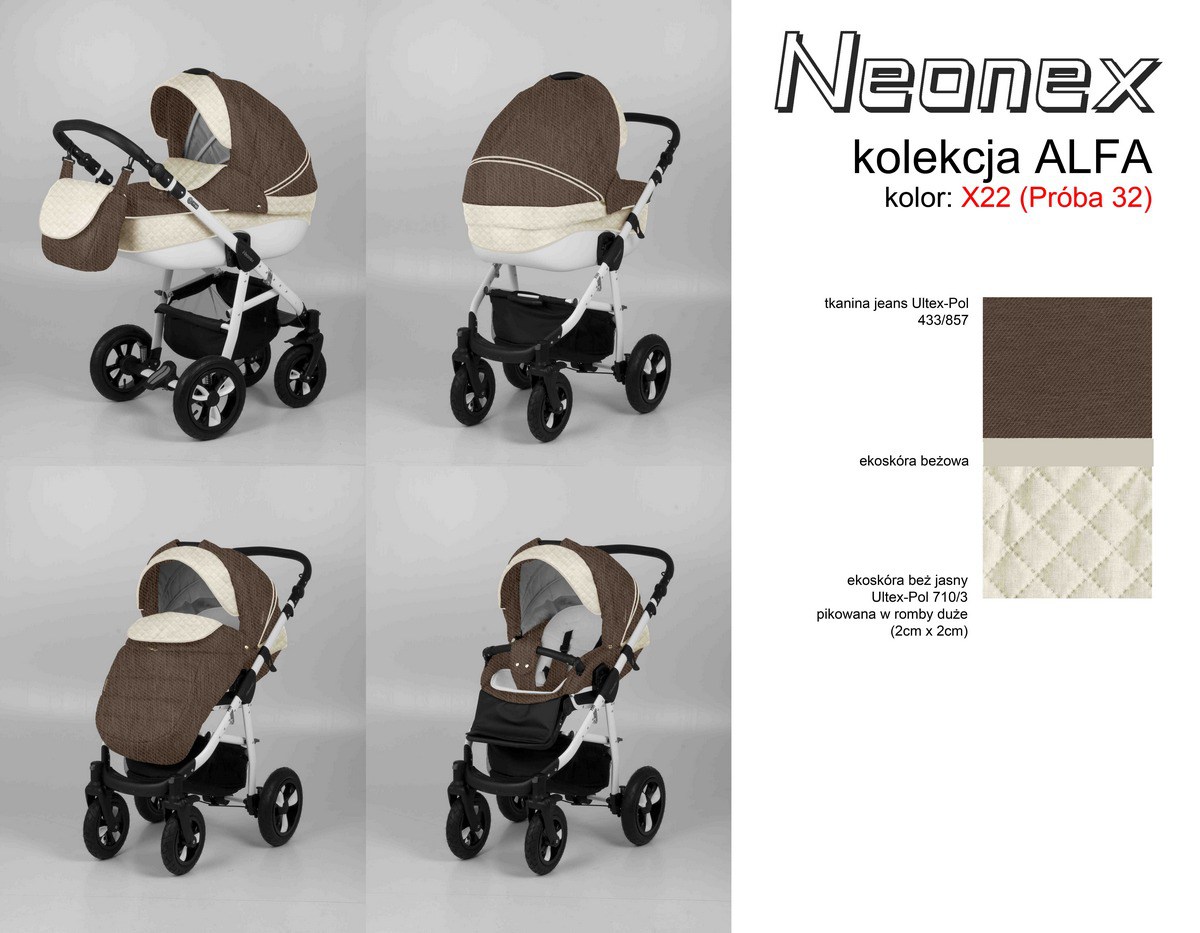 Neonex
kolekcja ALFA
kolor: X22 (Próba 32)
tkanina jeans Ultex-Pol
433/857
ekoskóra beżowa
ekoskóra beż jasny
Ultex-Pol 710/3
pikowana w romby duże
(2cm x 2cm)